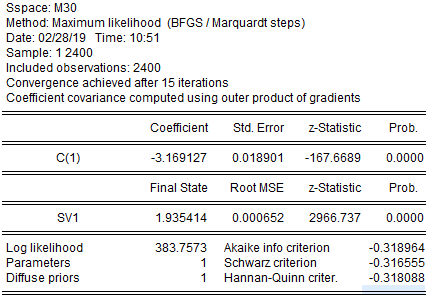 Sspace: M30
Method: Maximum likelihood (BFGS / Marquardt steps)
Date: 02/28/19 Time: 10:51
Sample: 1 2400
Included observations: 2400
Convergence achieved after 15 iterations
Coefficient covariance computed using outer product of gradients
Coefficient Std. Error z-Statistic Prob.
C(1) -3.169127 0.018901 -167.6689 0.0000
Final State Root MSE z-Statistic Prob.
SV1 1.935414 0.000652 2966.737 0.0000
Log likelihood 383.7573 Akaike info criterion -0.318964
Parameters 1 Schwarz criterion -0.316555
Diffuse priors 1 Hannan-Quinn criter. -0.318088